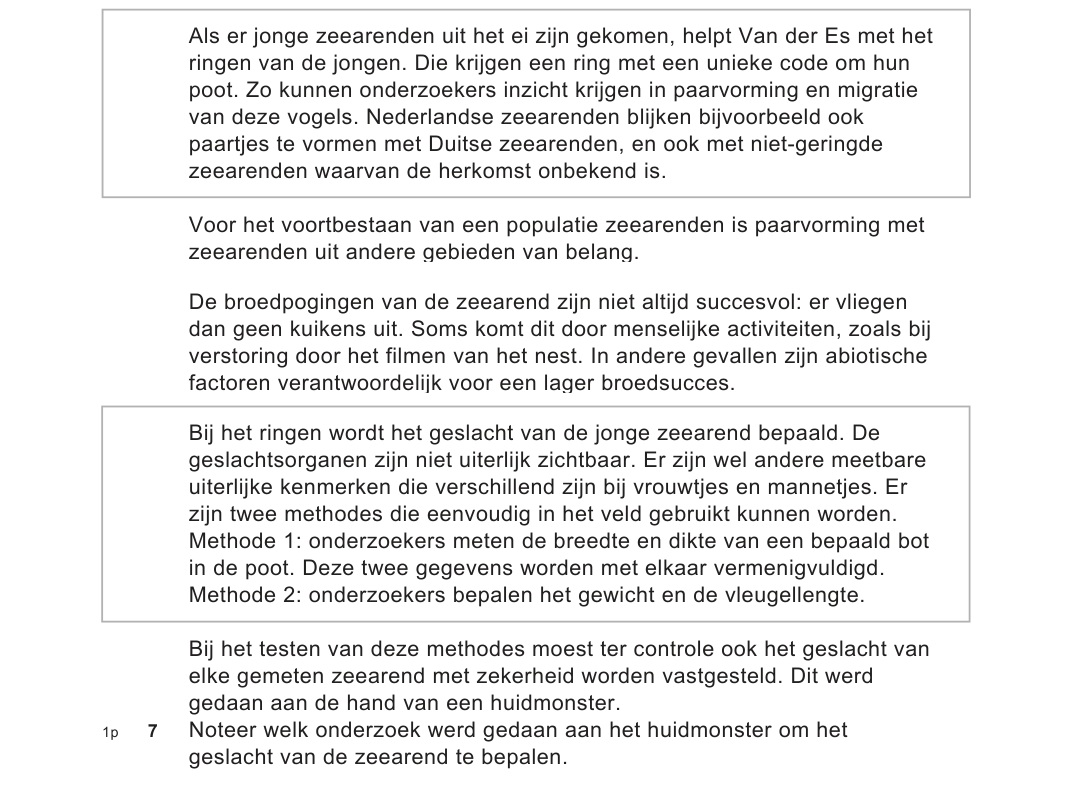 Als er jonge zeearenden uit het ei zijn gekomen, helpt Van der Es met het
ringen van de jongen. Die krijgen een ring met een unieke code om hun
poot. Zo kunnen onderzoekers inzicht krijgen in paarvorming en migratie
van deze vogels. Nederlandse zeearenden blijken bijvoorbeeld ook
paartjes te vormen met Duitse zeearenden, en ook met niet-geringde
zeearenden waarvan de herkomst onbekend is.
Voor het voortbestaan van een populatie zeearenden is paarvorming met
zeearenden uit andere gebieden van belang.
De broedpogingen van de zeearend zijn niet altijd succesvol: er vliegen
dan geen kuikens uit. Soms komt dit door menselijke activiteiten, zoals bij
verstoring door het filmen van het nest. In andere gevallen zijn abiotische
factoren verantwoordelijk voor een lager broedsucces.
Bij het ringen wordt het geslacht van de jonge zeearend bepaald. De
geslachtsorganen zijn niet uiterlijk zichtbaar. Er zijn wel andere meetbare
uiterlijke kenmerken die verschillend zijn bij vrouwtjes en mannetjes. Er
zijn twee methodes die eenvoudig in het veld gebruikt kunnen worden.
Methode 1: onderzoekers meten de breedte en dikte van een bepaald bot
in de poot. Deze twee gegevens worden met elkaar vermenigvuldigd.
Methode 2: onderzoekers bepalen het gewicht en de vleugellengte.
Bij het testen van deze methodes moest ter controle ook het geslacht van
elke gemeten zeearend met zekerheid worden vastgesteld. Dit werd
gedaan aan de hand van een huidmonster.
1p 7 Noteer welk onderzoek werd gedaan aan het huidmonster om het
geslacht van de zeearend te bepalen.